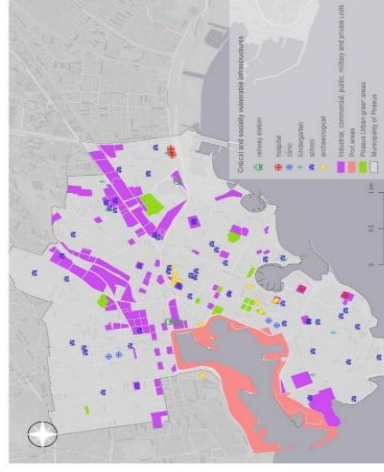 Critical and socially vulnerable infrastructures
railway station
hospital
clinic
kindergarten
school
archaeological
Industrial, commercial, public, military and private units
Port areas
Piraeus Urban green areas
Municipality of Piraeus